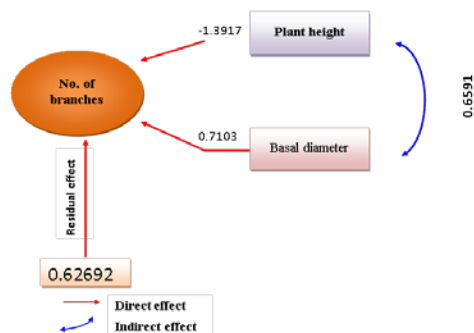 -1.3917
Plant height
No. of
branches
0.6591
0.7103
Basal diameter
Residual effect
0.62692
Direct effect
Indirect effect